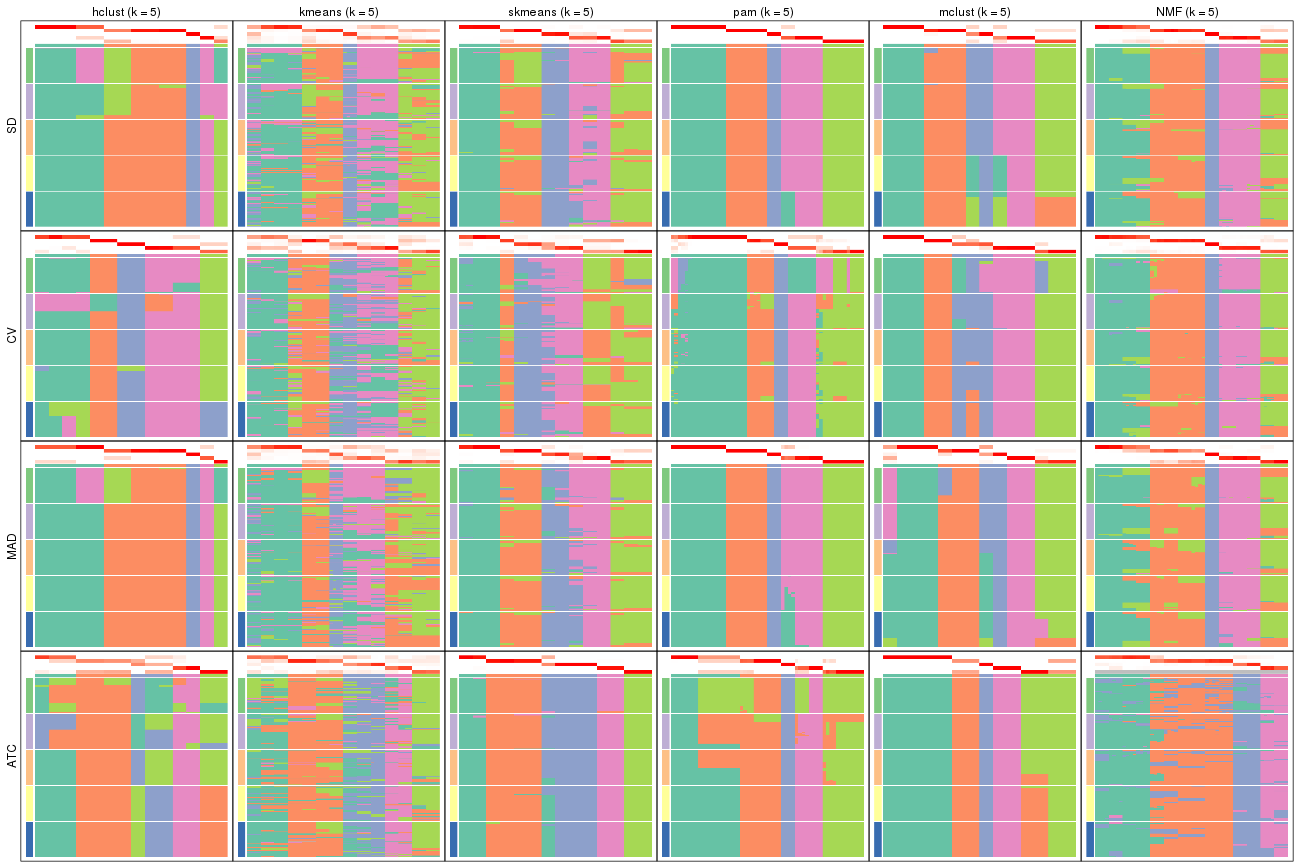 hclust (k = 5)
kmeans (k = 5)
skmeans (k = 5)
pam (k = 5)
mclust (k = 5)
NMF (k = 5)
SD
CV
MAD
ATC